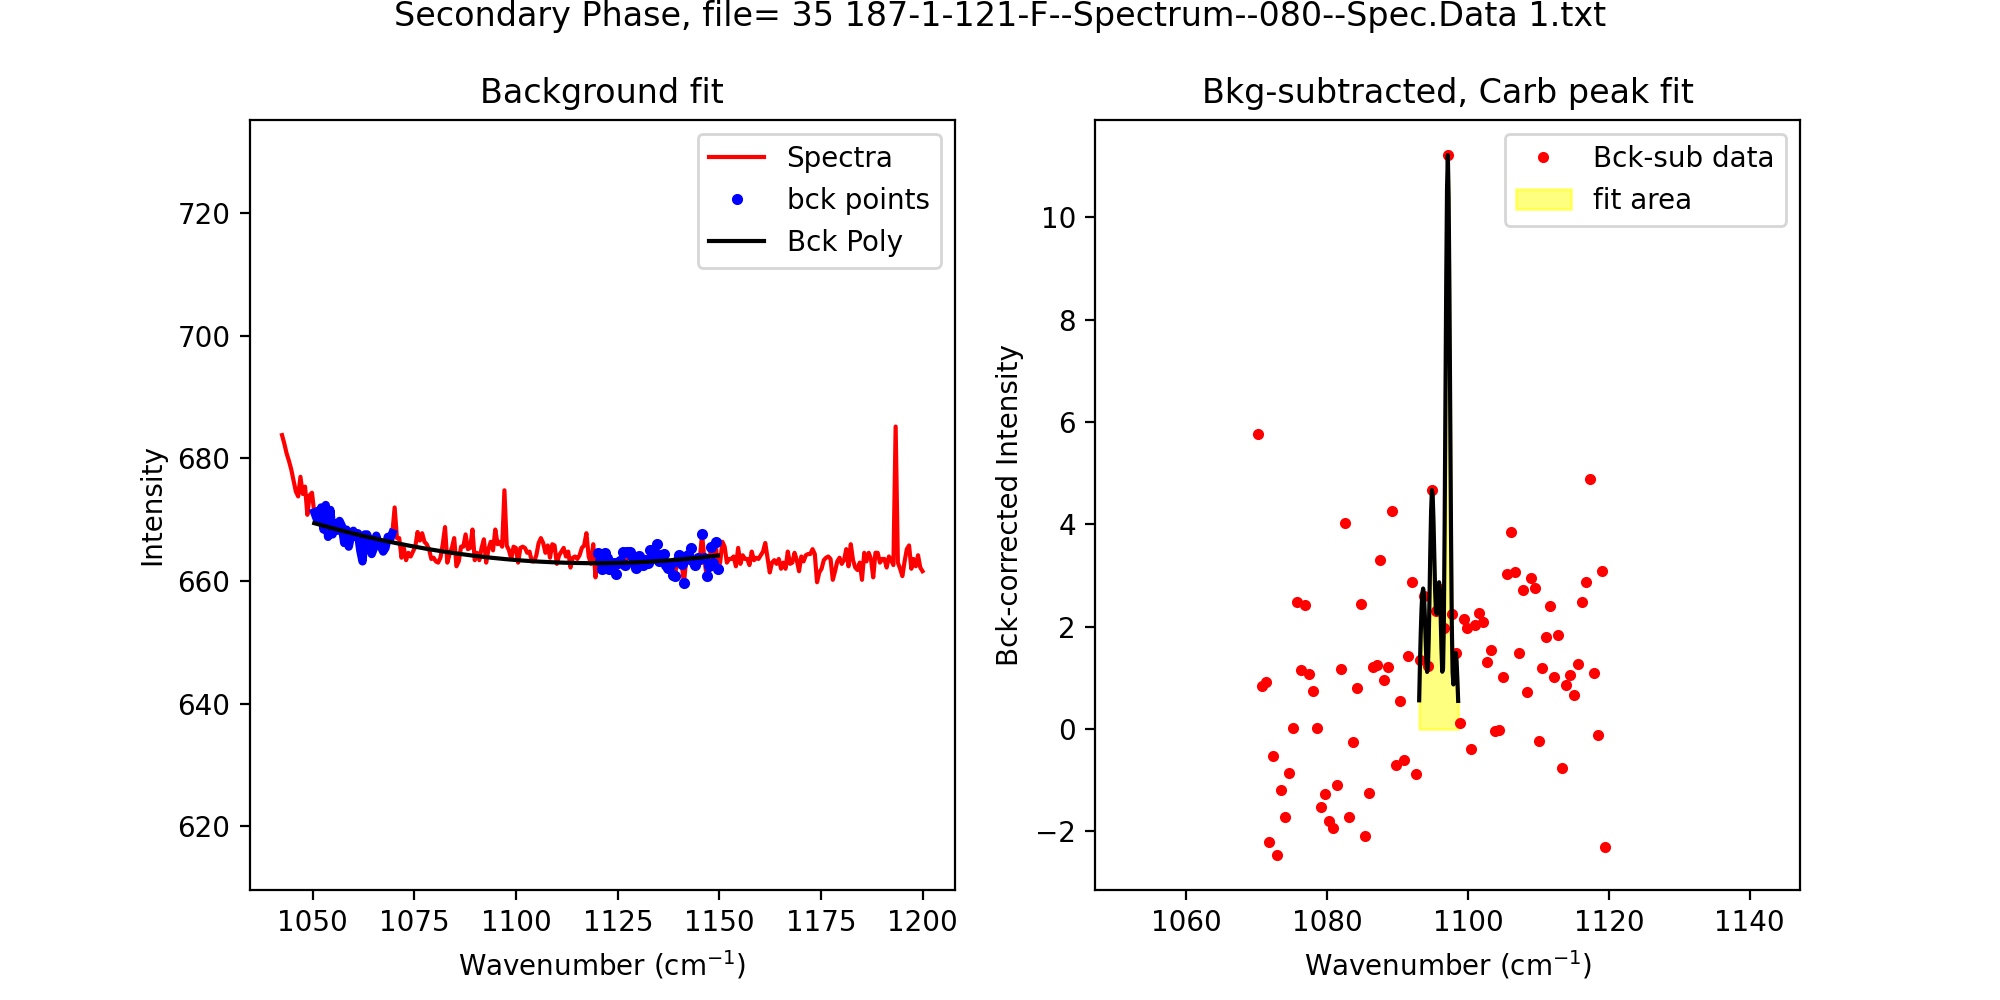 Secondary Phase, file= 35 187-1-121-F--Spectrum--080--Spec.Data 1.txt
Background fit
Spectra
bck points
Bck Poly
720
700
680
660
640
620
Intensity
1050 1075 1100 1125 1150 1175 1200
Wavenumber (cm⁻¹)
Bkg-subtracted, Carb peak fit
Bck-sub data
fit area
10
8
6
4
2
0
−2
Bck-corrected Intensity
1060 1080 1100 1120 1140
Wavenumber (cm⁻¹)